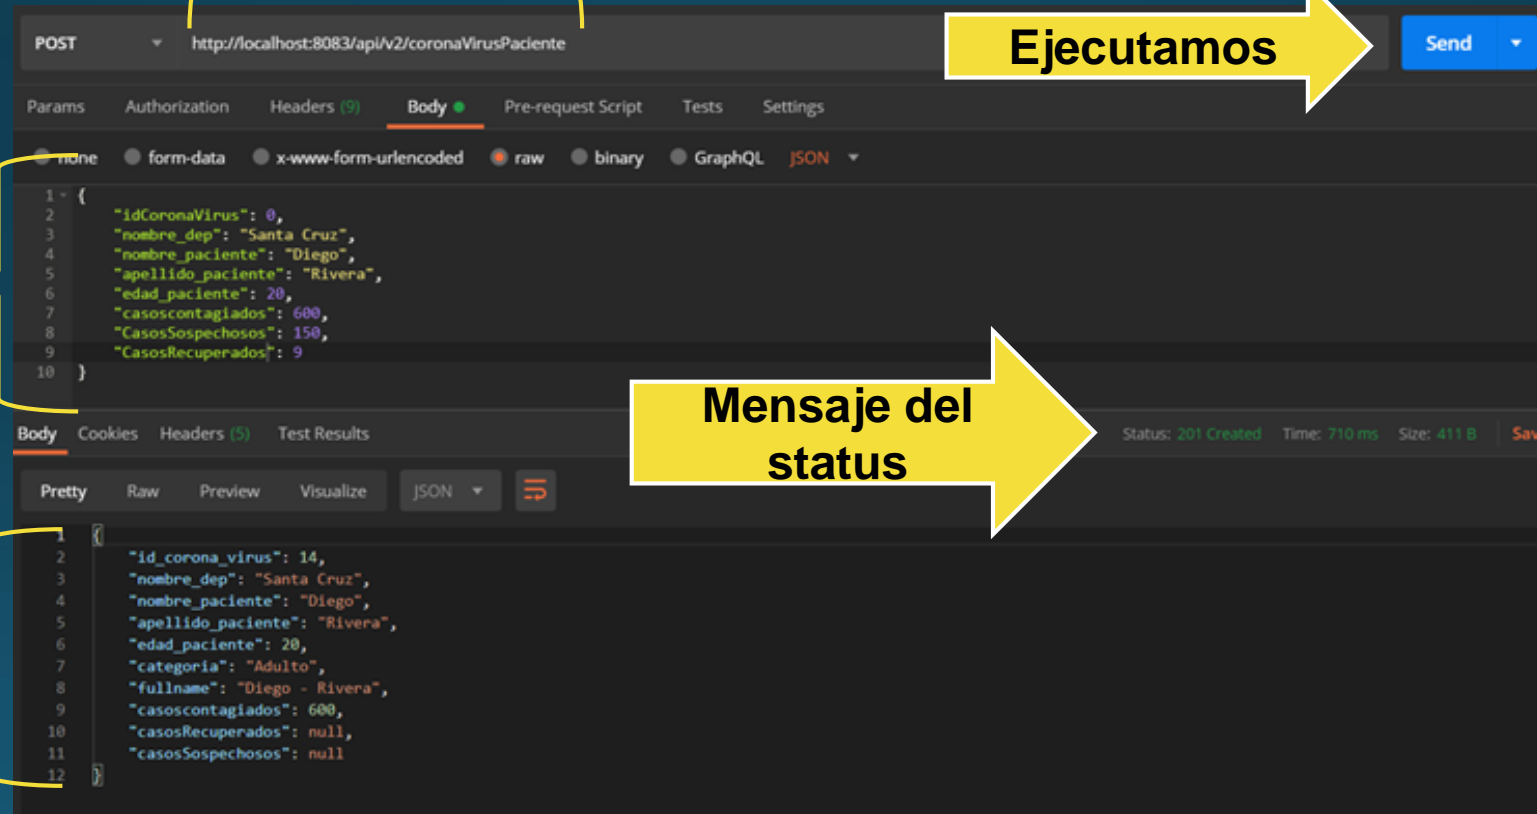 POST http://localhost:8083/api/v2/coronaVirusPaciente Ejecutamos Send
Params Authorization Headers (9) Body Pre-request Script Tests Settings
none form-data x-www-form-urlencoded raw binary GraphQL JSON
1 {
2 "idCoronaVirus": 0,
3 "nombre_dep": "Santa Cruz",
4 "nombre_paciente": "Diego",
5 "apellido_paciente": "Rivera",
6 "edad_paciente": 20,
7 "casoscontagiados": 600,
8 "CasosSospechosos": 150,
9 "CasosRecuperados": 9
10 }
Mensaje del
status
Body Cookies Headers (5) Test Results Status: 201 Created Time: 710 ms Size: 411 B Sav
Pretty Raw Preview Visualize JSON
1 {
2 "id_corona_virus": 14,
3 "nombre_dep": "Santa Cruz",
4 "nombre_paciente": "Diego",
5 "apellido_paciente": "Rivera",
6 "edad_paciente": 20,
7 "categoria": "Adulto",
8 "fullname": "Diego - Rivera",
9 "casoscontagiados": 600,
10 "casosRecuperados": null,
11 "casosSospechosos": null
12 }